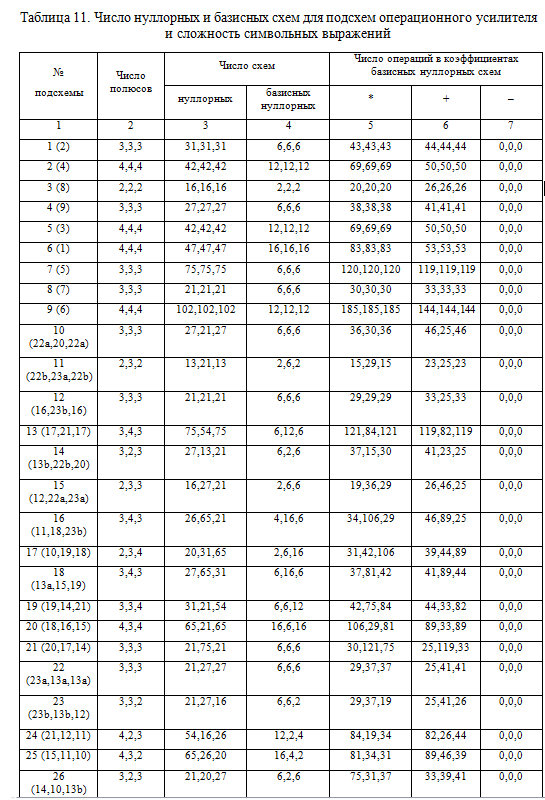 Таблица 11. Число нуллорных и базисных схем для подсхем операционного усилителя
и сложность символьных выражений
№ подсхемы Число полюсов Число схем Число операций в коэффициентах базисных нуллорных схем
нуллорных базисных нуллорных * + –
1 2 3 4 5 6 7
1 (2) 3,3,3 31,31,31 6,6,6 43,43,43 44,44,44 0,0,0
2 (4) 4,4,4 42,42,42 12,12,12 69,69,69 50,50,50 0,0,0
3 (8) 2,2,2 16,16,16 2,2,2 20,20,20 26,26,26 0,0,0
4 (9) 3,3,3 27,27,27 6,6,6 38,38,38 41,41,41 0,0,0
5 (3) 4,4,4 42,42,42 12,12,12 69,69,69 50,50,50 0,0,0
6 (1) 4,4,4 47,47,47 16,16,16 83,83,83 53,53,53 0,0,0
7 (5) 3,3,3 75,75,75 6,6,6 120,120,120 119,119,119 0,0,0
8 (7) 3,3,3 21,21,21 6,6,6 30,30,30 33,33,33 0,0,0
9 (6) 4,4,4 102,102,102 12,12,12 185,185,185 144,144,144 0,0,0
10 (22a,20,22a) 3,3,3 27,21,27 6,6,6 36,30,36 46,25,46 0,0,0
11 (22b,23a,22b) 2,3,2 13,21,13 2,6,2 15,29,15 23,25,23 0,0,0
12 (16,23b,16) 3,3,3 21,21,21 6,6,6 29,29,29 33,25,33 0,0,0
13 (17,21,17) 3,4,3 75,54,75 6,12,6 121,84,121 119,82,119 0,0,0
14 (13b,22b,20) 3,2,3 27,13,21 6,2,6 37,15,30 41,23,25 0,0,0
15 (12,22a,23a) 2,3,3 16,27,21 2,6,6 19,36,29 26,46,25 0,0,0
16 (11,18,23b) 3,4,3 26,65,21 4,16,6 34,106,29 46,89,25 0,0,0
17 (10,19,18) 2,3,4 20,31,65 2,6,16 31,42,106 39,44,89 0,0,0
18 (13a,15,19) 3,4,3 27,65,31 6,16,6 37,81,42 41,89,44 0,0,0
19 (19,14,21) 3,3,4 31,21,54 6,6,12 42,75,84 44,33,82 0,0,0
20 (18,16,15) 4,3,4 65,21,65 16,6,16 106,29,81 89,33,89 0,0,0
21 (20,17,14) 3,3,3 21,75,21 6,6,6 30,121,75 25,119,33 0,0,0
22 (23a,13a,13a) 3,3,3 21,27,27 6,6,6 29,37,37 25,41,41 0,0,0
23 (23b,13b,12) 3,3,2 21,27,16 6,6,2 29,37,19 25,41,26 0,0,0
24 (21,12,11) 4,2,3 54,16,26 12,2,4 84,19,34 82,26,44 0,0,0
25 (15,11,10) 4,3,2 65,26,20 16,4,2 81,34,31 89,46,39 0,0,0
26 (14,10,13b) 3,2,3 21,20,27 6,2,6 75,31,37 33,39,41 0,0,0